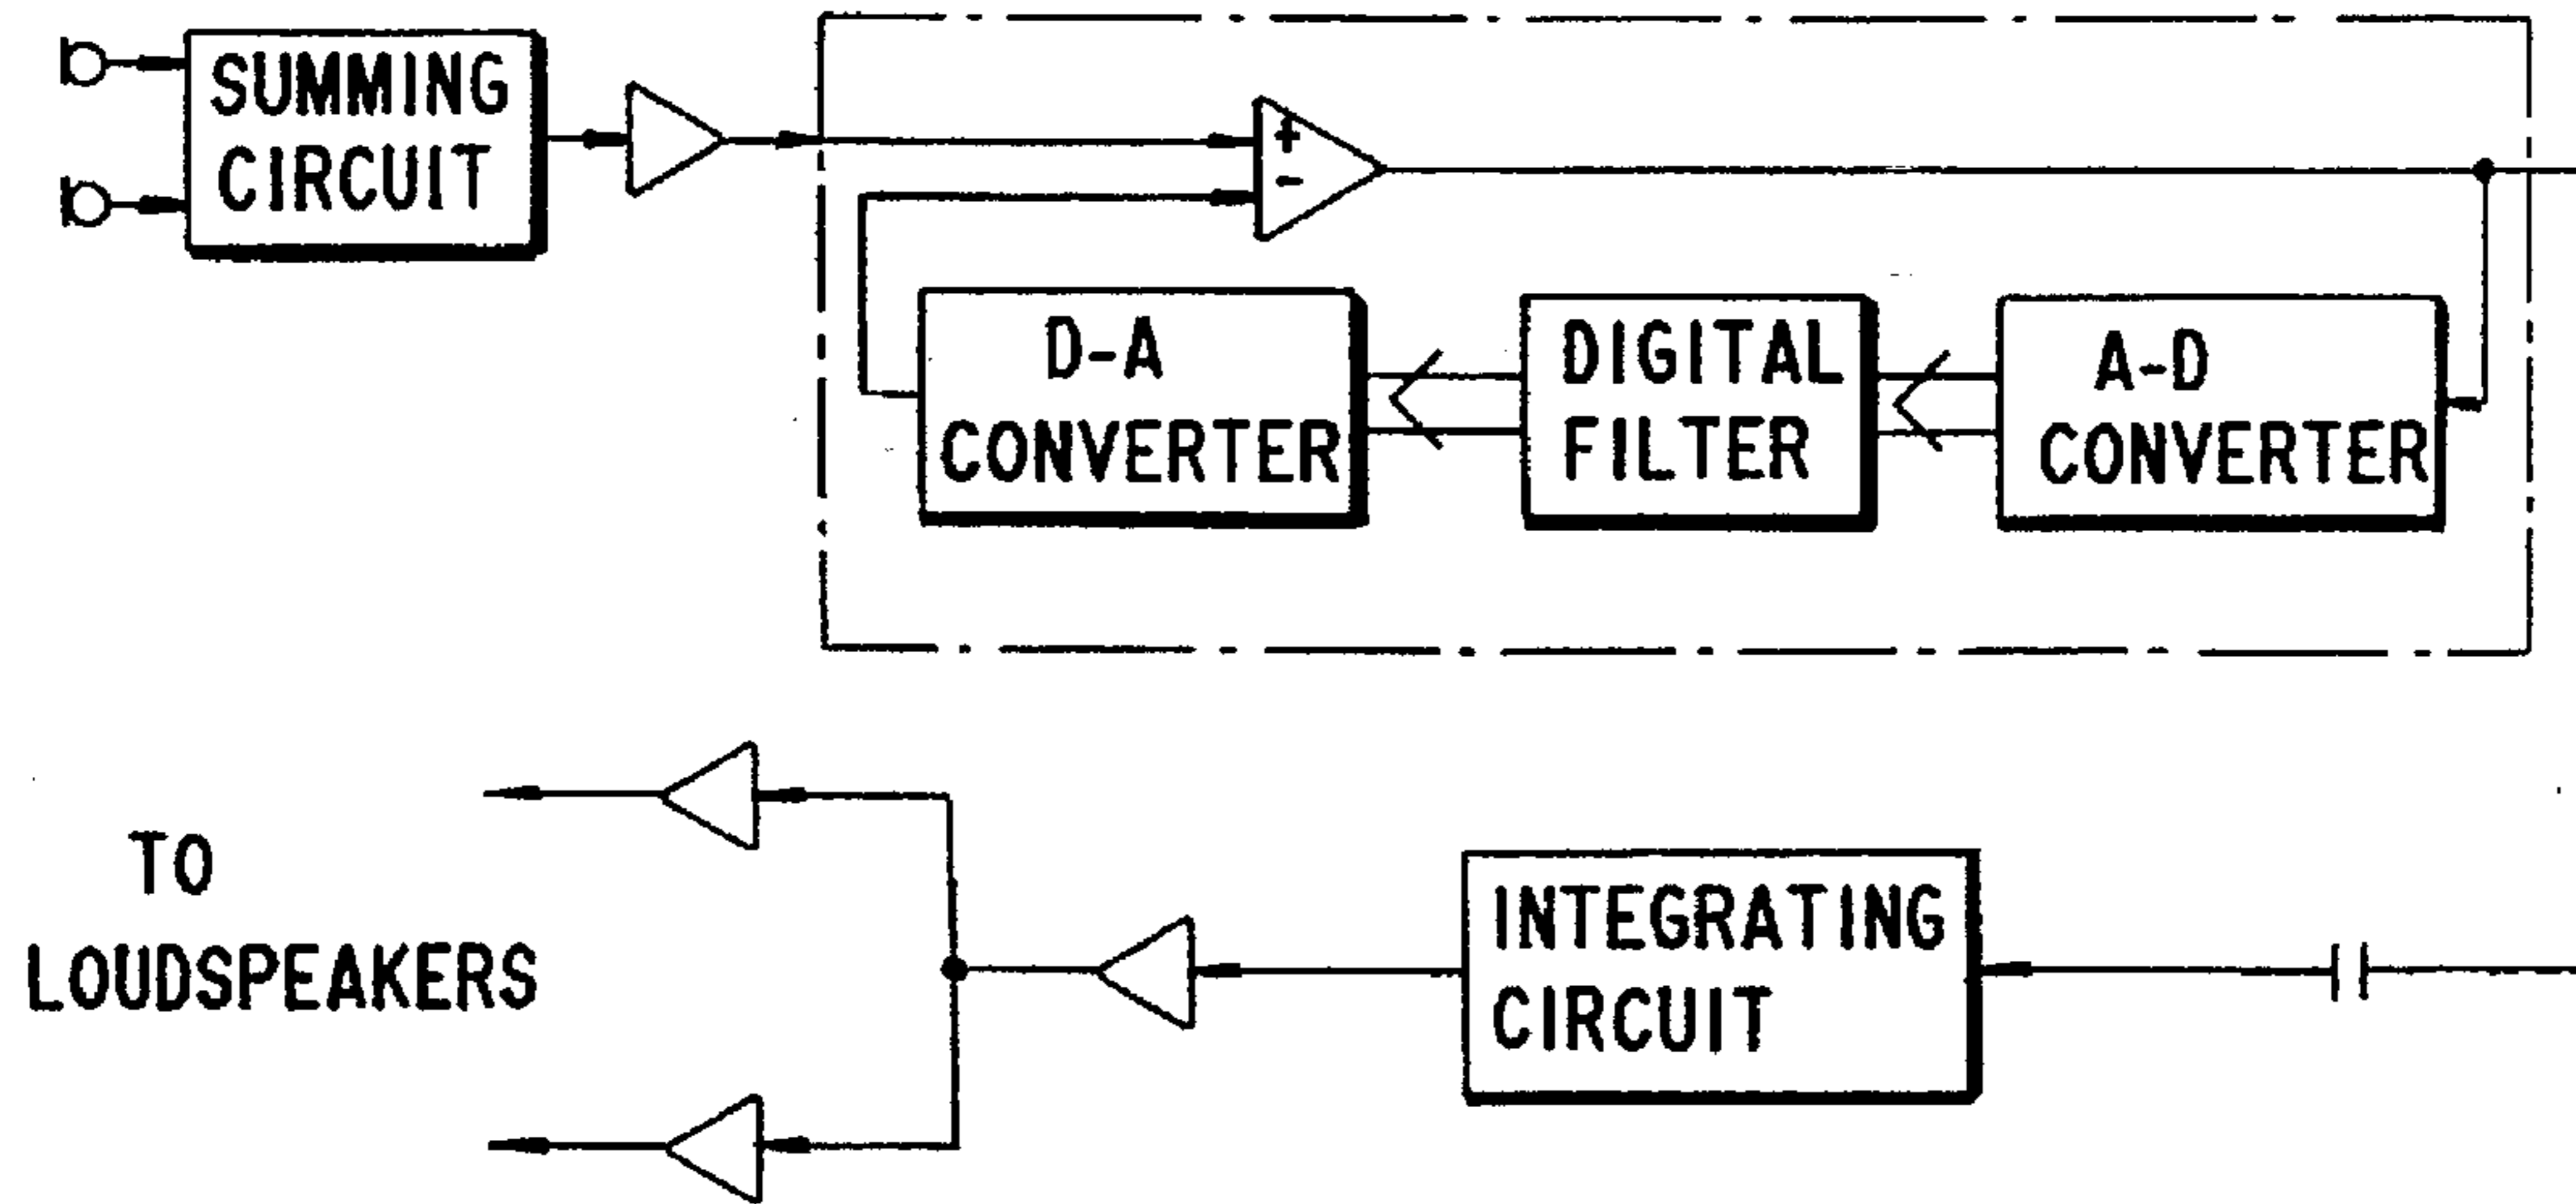 SUMMING
CIRCUIT
+
-
D-A
CONVERTER
DIGITAL
FILTER
A-D
CONVERTER
TO
LOUDSPEAKERS
INTEGRATING
CIRCUIT